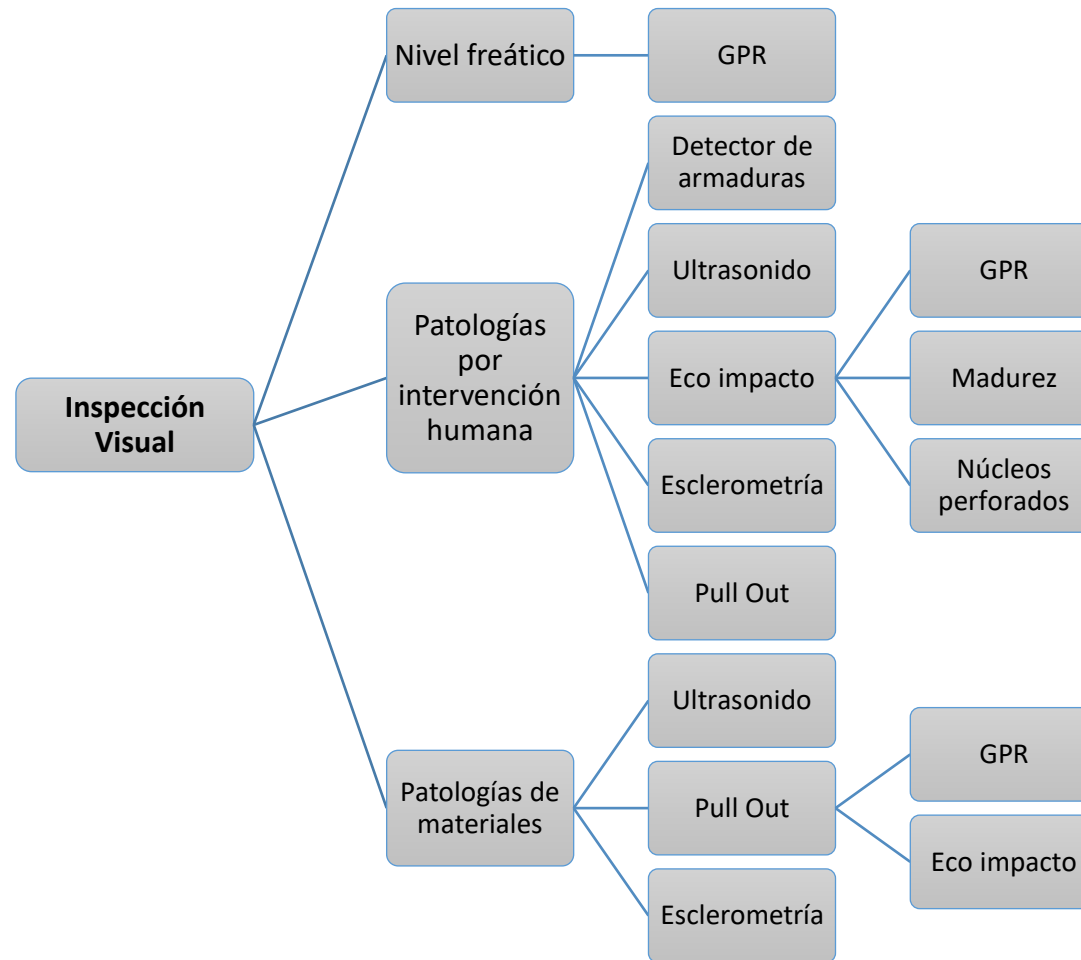 Inspección
Visual
Nivel freático
GPR
Patologías
por
intervención
humana
Detector de
armaduras
Ultrasonido
Eco impacto
GPR
Madurez
Núcleos
perforados
Esclerometría
Pull Out
Patologías de
materiales
Ultrasonido
Pull Out
GPR
Eco impacto
Esclerometría